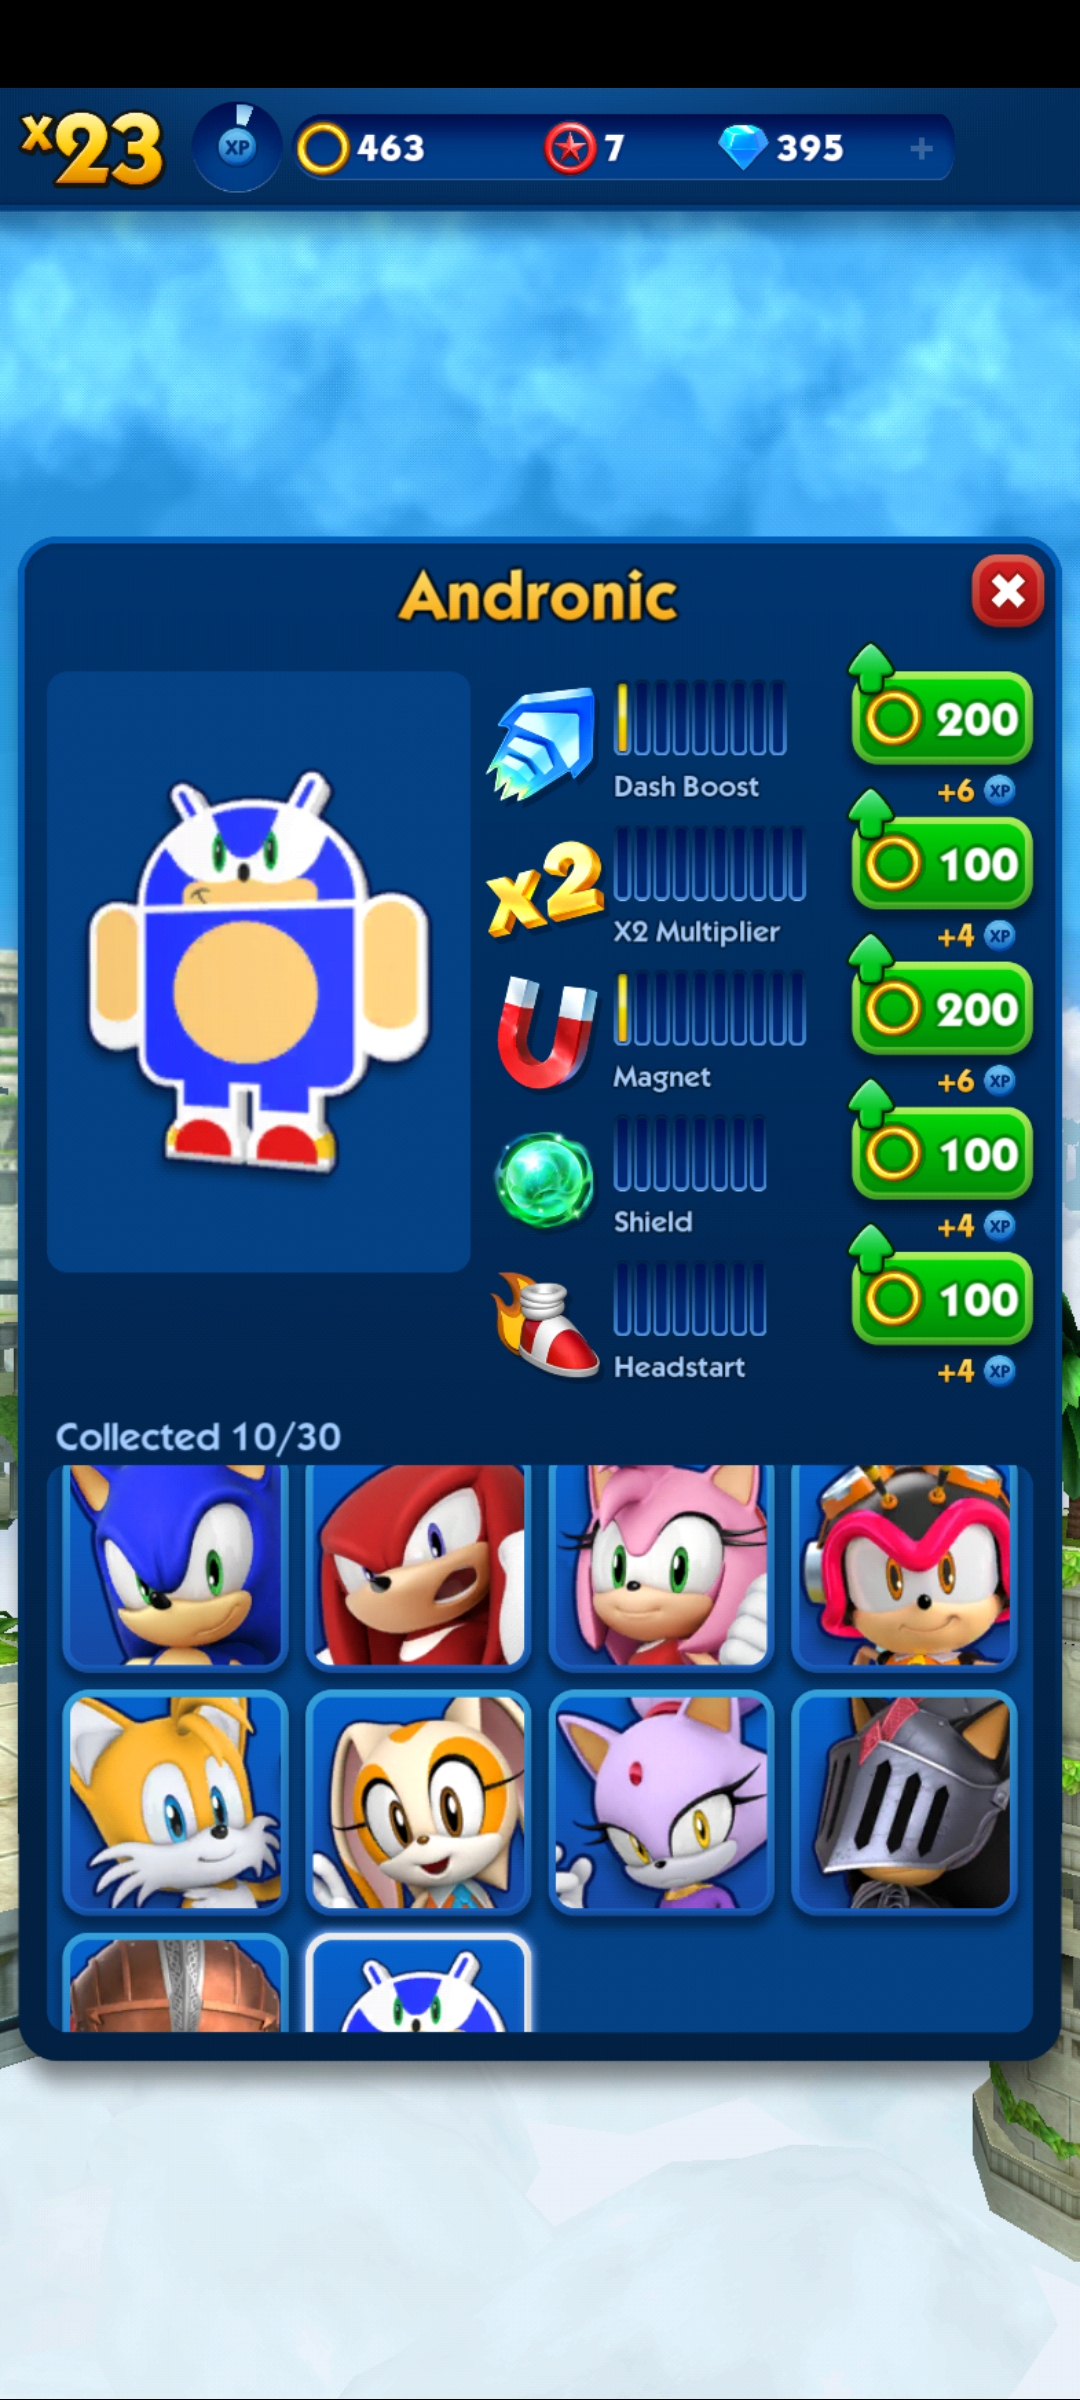 x23 XP 463 7 395 +
Andronic
200
Dash Boost
+6 XP
x2 100
X2 Multiplier
+4 XP
200
Magnet
+6 XP
100
Shield
+4 XP
100
Headstart
+4 XP
Collected 10/30